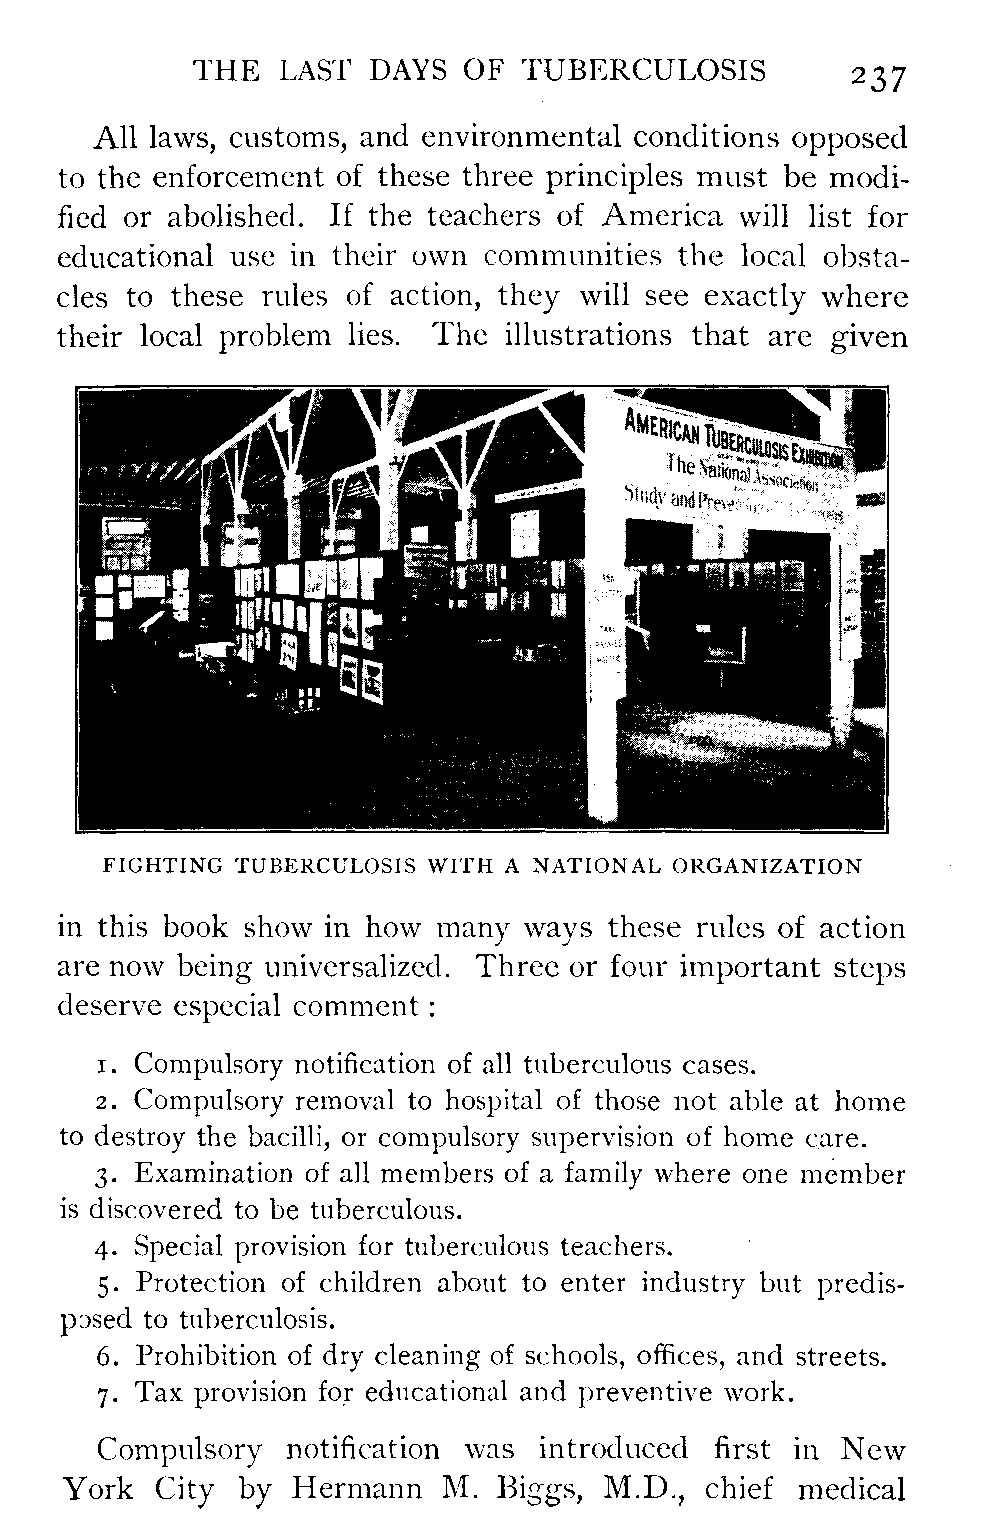 THE LAST DAYS OF TUBERCULOSIS 237
All laws, customs, and environmental conditions opposed
to the enforcement of these three principles must be modi-
fied or abolished. If the teachers of America will list for
educational use in their own communities the local obsta-
cles to these rules of action, they will see exactly where
their local problem lies. The illustrations that are given
AMERICAN TUBERCULOSIS EXHIBITION
The National Association
Study and
FIGHTING TUBERCULOSIS WITH A NATIONAL ORGANIZATION
in this book show in how many ways these rules of action
are now being universalized. Three or four important steps
deserve especial comment :
1. Compulsory notification of all tuberculous cases.
2. Compulsory removal to hospital of those not able at home
to destroy the bacilli, or compulsory supervision of home care.
3. Examination of all members of a family where one member
is discovered to be tuberculous.
4. Special provision for tuberculous teachers.
5. Protection of children about to enter industry but predis-
posed to tuberculosis.
6. Prohibition of dry cleaning of schools, offices, and streets.
7. Tax provision for educational and preventive work.
Compulsory notification was introduced first in New
York City by Hermann M. Biggs, M.D., chief medical